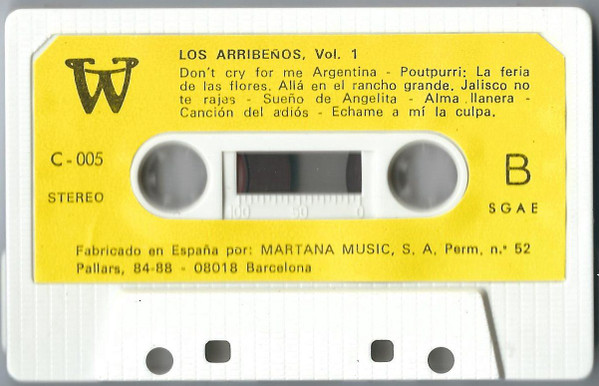 W
LOS ARRIBEÑOS, Vol. 1
Don't cry for me Argentina - Poutpurri: La feria
de las flores. Allá en el rancho grande. Jalisco no
te rajes - Sueño de Angelita - Alma llanera -
Canción del adiós - Echame a mí la culpa.
C-005
STEREO
B
SGAE
100 50 0
Fabricado en España por: MARTANA MUSIC, S. A. Perm. n.º 52
Pallars, 84-88 - 08018 Barcelona